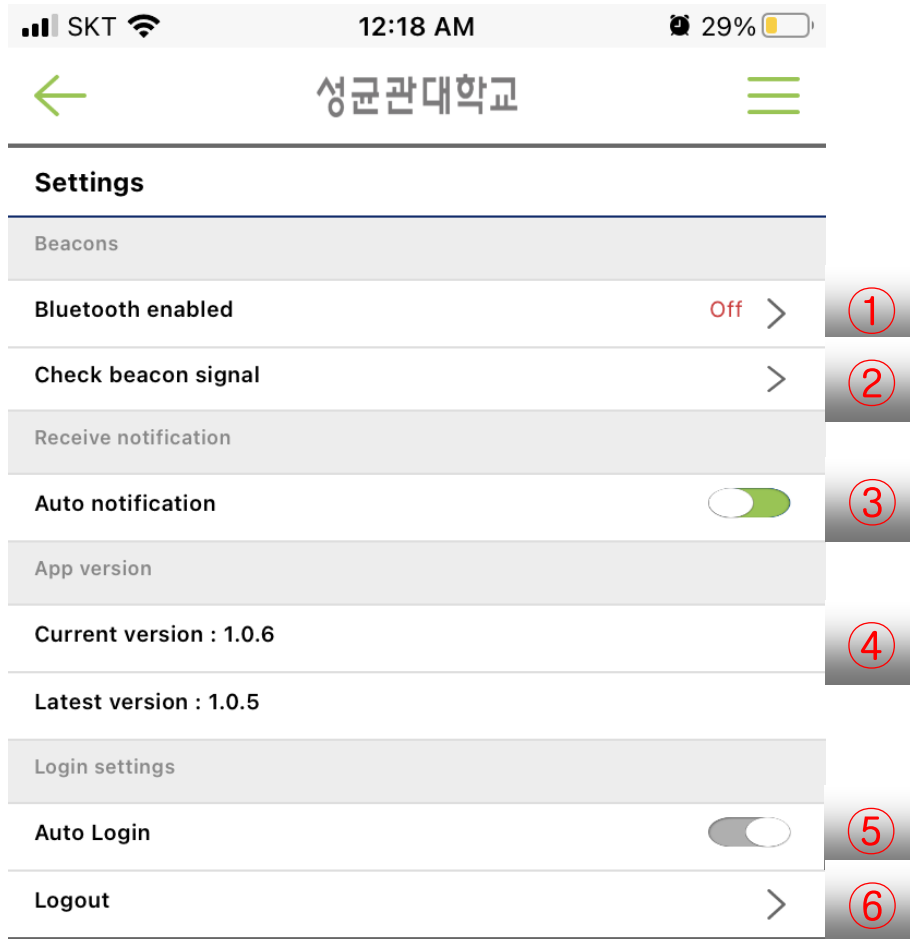 SKT 12:18 AM 29%
성균관대학교
Settings
Beacons
Bluetooth enabled Off ①
Check beacon signal ②
Receive notification
Auto notification ③
App version
Current version : 1.0.6 ④
Latest version : 1.0.5
Login settings
Auto Login ⑤
Logout ⑥